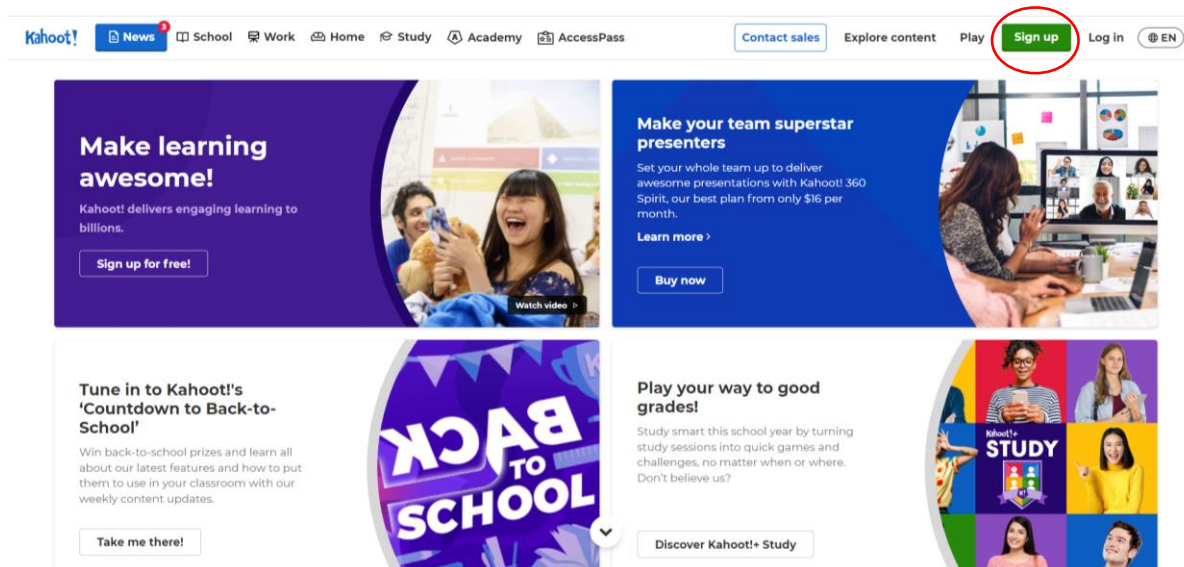 Kahoot! News 3 School Work Home Study Academy AccessPass Contact sales Explore content Play Sign up Log in EN
Make learning
awesome!
Kahoot! delivers engaging learning to
billions.
Sign up for free!
Watch video
Make your team superstar
presenters
Set your whole team up to deliver
awesome presentations with Kahoot! 360
Spirit, our best plan from only $16 per
month.
Learn more >
Buy now
Tune in to Kahoot!'s
‘Countdown to Back-to-
School’
Win back-to-school prizes and learn all
about our latest features and how to put
them to use in your classroom with our
weekly content updates.
Take me there!
BACK
TO
SCHOOL
Play your way to good
grades!
Study smart this school year by turning
study sessions into quick games and
challenges, no matter when or where.
Don't believe us?
Discover Kahoot!+ Study
Kahoot!+
STUDY
K!